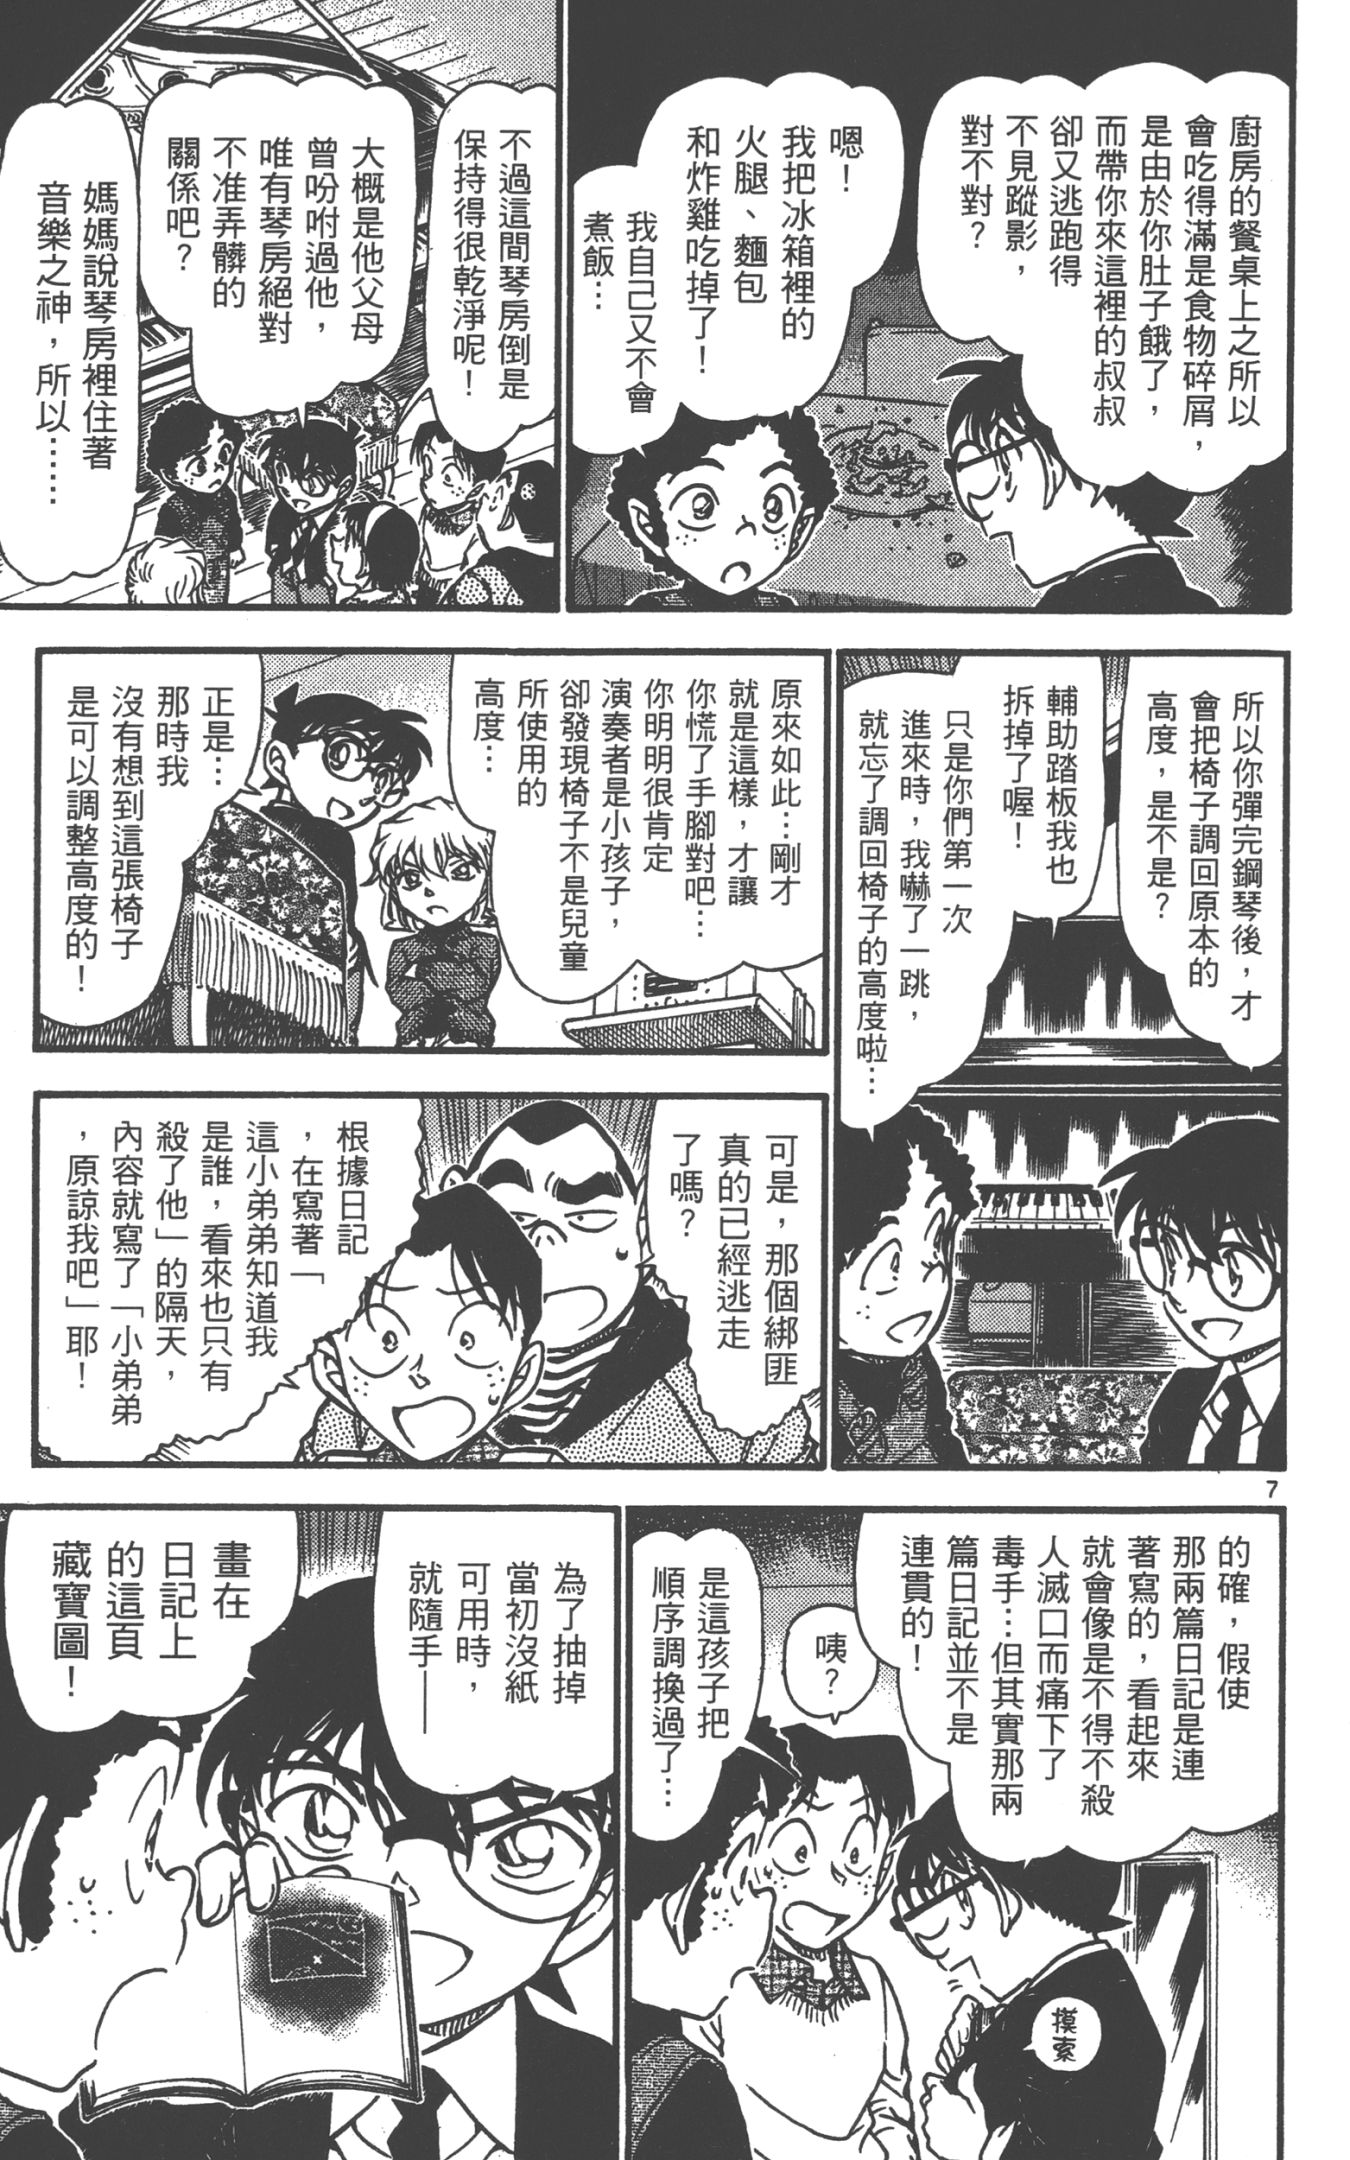 廚房的餐桌上之所以
會吃得滿是食物碎屑，
是由於你肚子餓了，
而帶你來這裡的叔叔
卻又逃跑得
不見蹤影，
對不對？
嗯！
我把冰箱裡的
火腿、麵包
和炸雞吃掉了！
我自己又不會
煮飯…
不過這間琴房倒是
保持得很乾淨呢！
大概是他父母
曾吩咐過他，
唯有琴房絕對
不准弄髒的
關係吧？
媽媽說琴房裡住著
音樂之神，所以……
所以你彈完鋼琴後，才
會把椅子調回原本的
高度，是不是？
輔助踏板我也
拆掉了喔！
只是你們第一次
進來時，我嚇了一跳，
就忘了調回椅子的高度啦…
原來如此…剛才
就是這樣，才讓
你慌了手腳對吧…
你明明很肯定
演奏者是小孩子，
卻發現椅子不是兒童
所使用的
高度…
正是…
那時我
沒有想到這張椅子
是可以調整高度的！
可是，那個綁匪
真的已經逃走
了嗎？
根據日記
，在寫著「
這小弟弟知道我
是誰，看來也只有
殺了他」的隔天，
內容就寫了「小弟弟
，原諒我吧」耶！
7
的確，假使
那兩篇日記是連
著寫的，看起來
就會像是不得不殺
人滅口而痛下了
毒手…但其實那兩
篇日記並不是
連貫的！
咦？
是這孩子把
順序調換過了…
摸索
為了抽掉
當初沒紙
可用時，
就隨手——
畫在
日記上
的這頁
藏寶圖！